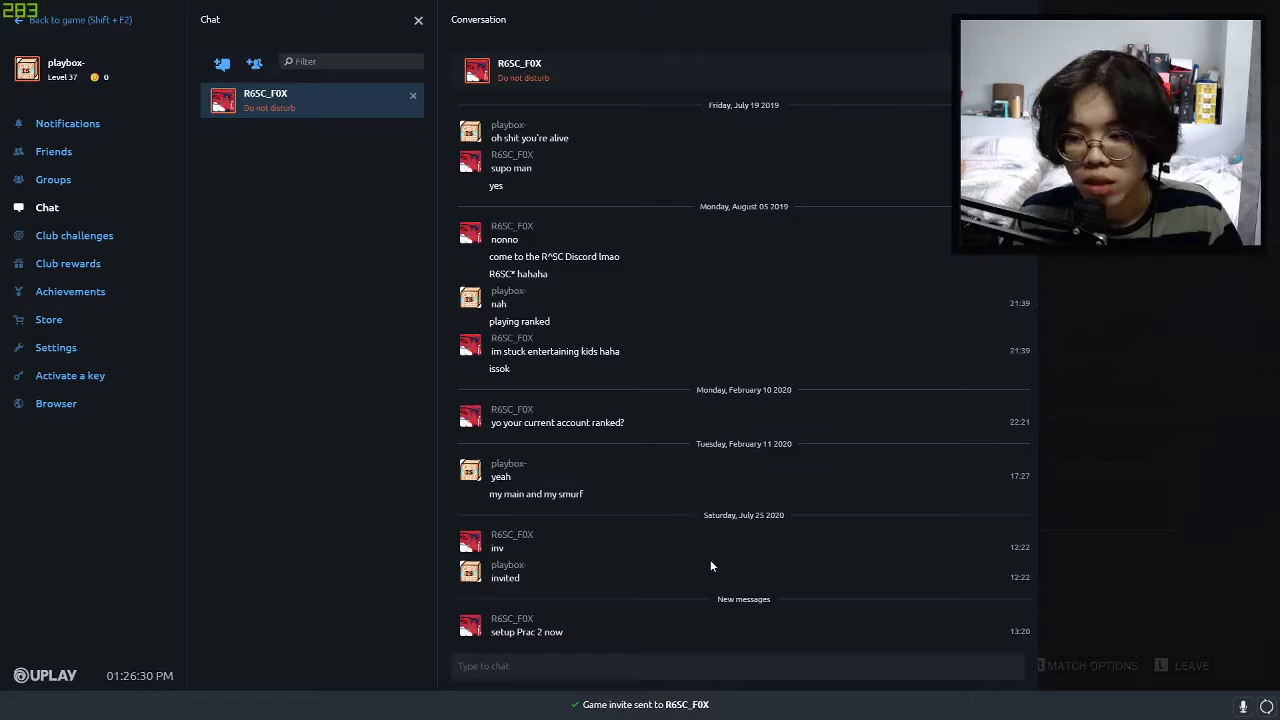 283
Back to game (Shift + F2)
Chat
Conversation
playbox-
Level 37
0
Filter
R6SC_F0X
Do not disturb
R6SC_F0X
Do not disturb
Notifications
Friends
Groups
Chat
Club challenges
Club rewards
Achievements
Store
Settings
Activate a key
Browser
Friday, July 19 2019
playbox-
oh shit you're alive
R6SC_F0X
supo man
yes
Monday, August 05 2019
R6SC_F0X
nonno
come to the R^SC Discord lmao
R6SC* hahaha
playbox-
nah 21:39
playing ranked
R6SC_F0X
im stuck entertaining kids haha 21:39
issok
Monday, February 10 2020
R6SC_F0X
yo your current account ranked? 22:21
Tuesday, February 11 2020
playbox-
yeah 17:27
my main and my smurf
Saturday, July 25 2020
R6SC_F0X
inv 12:22
playbox-
invited 12:22
New messages
R6SC_F0X
setup Prac 2 now 13:20
Type to chat
MATCH OPTIONS L LEAVE
UPLAY 01:26:30 PM
Game invite sent to R6SC_F0X